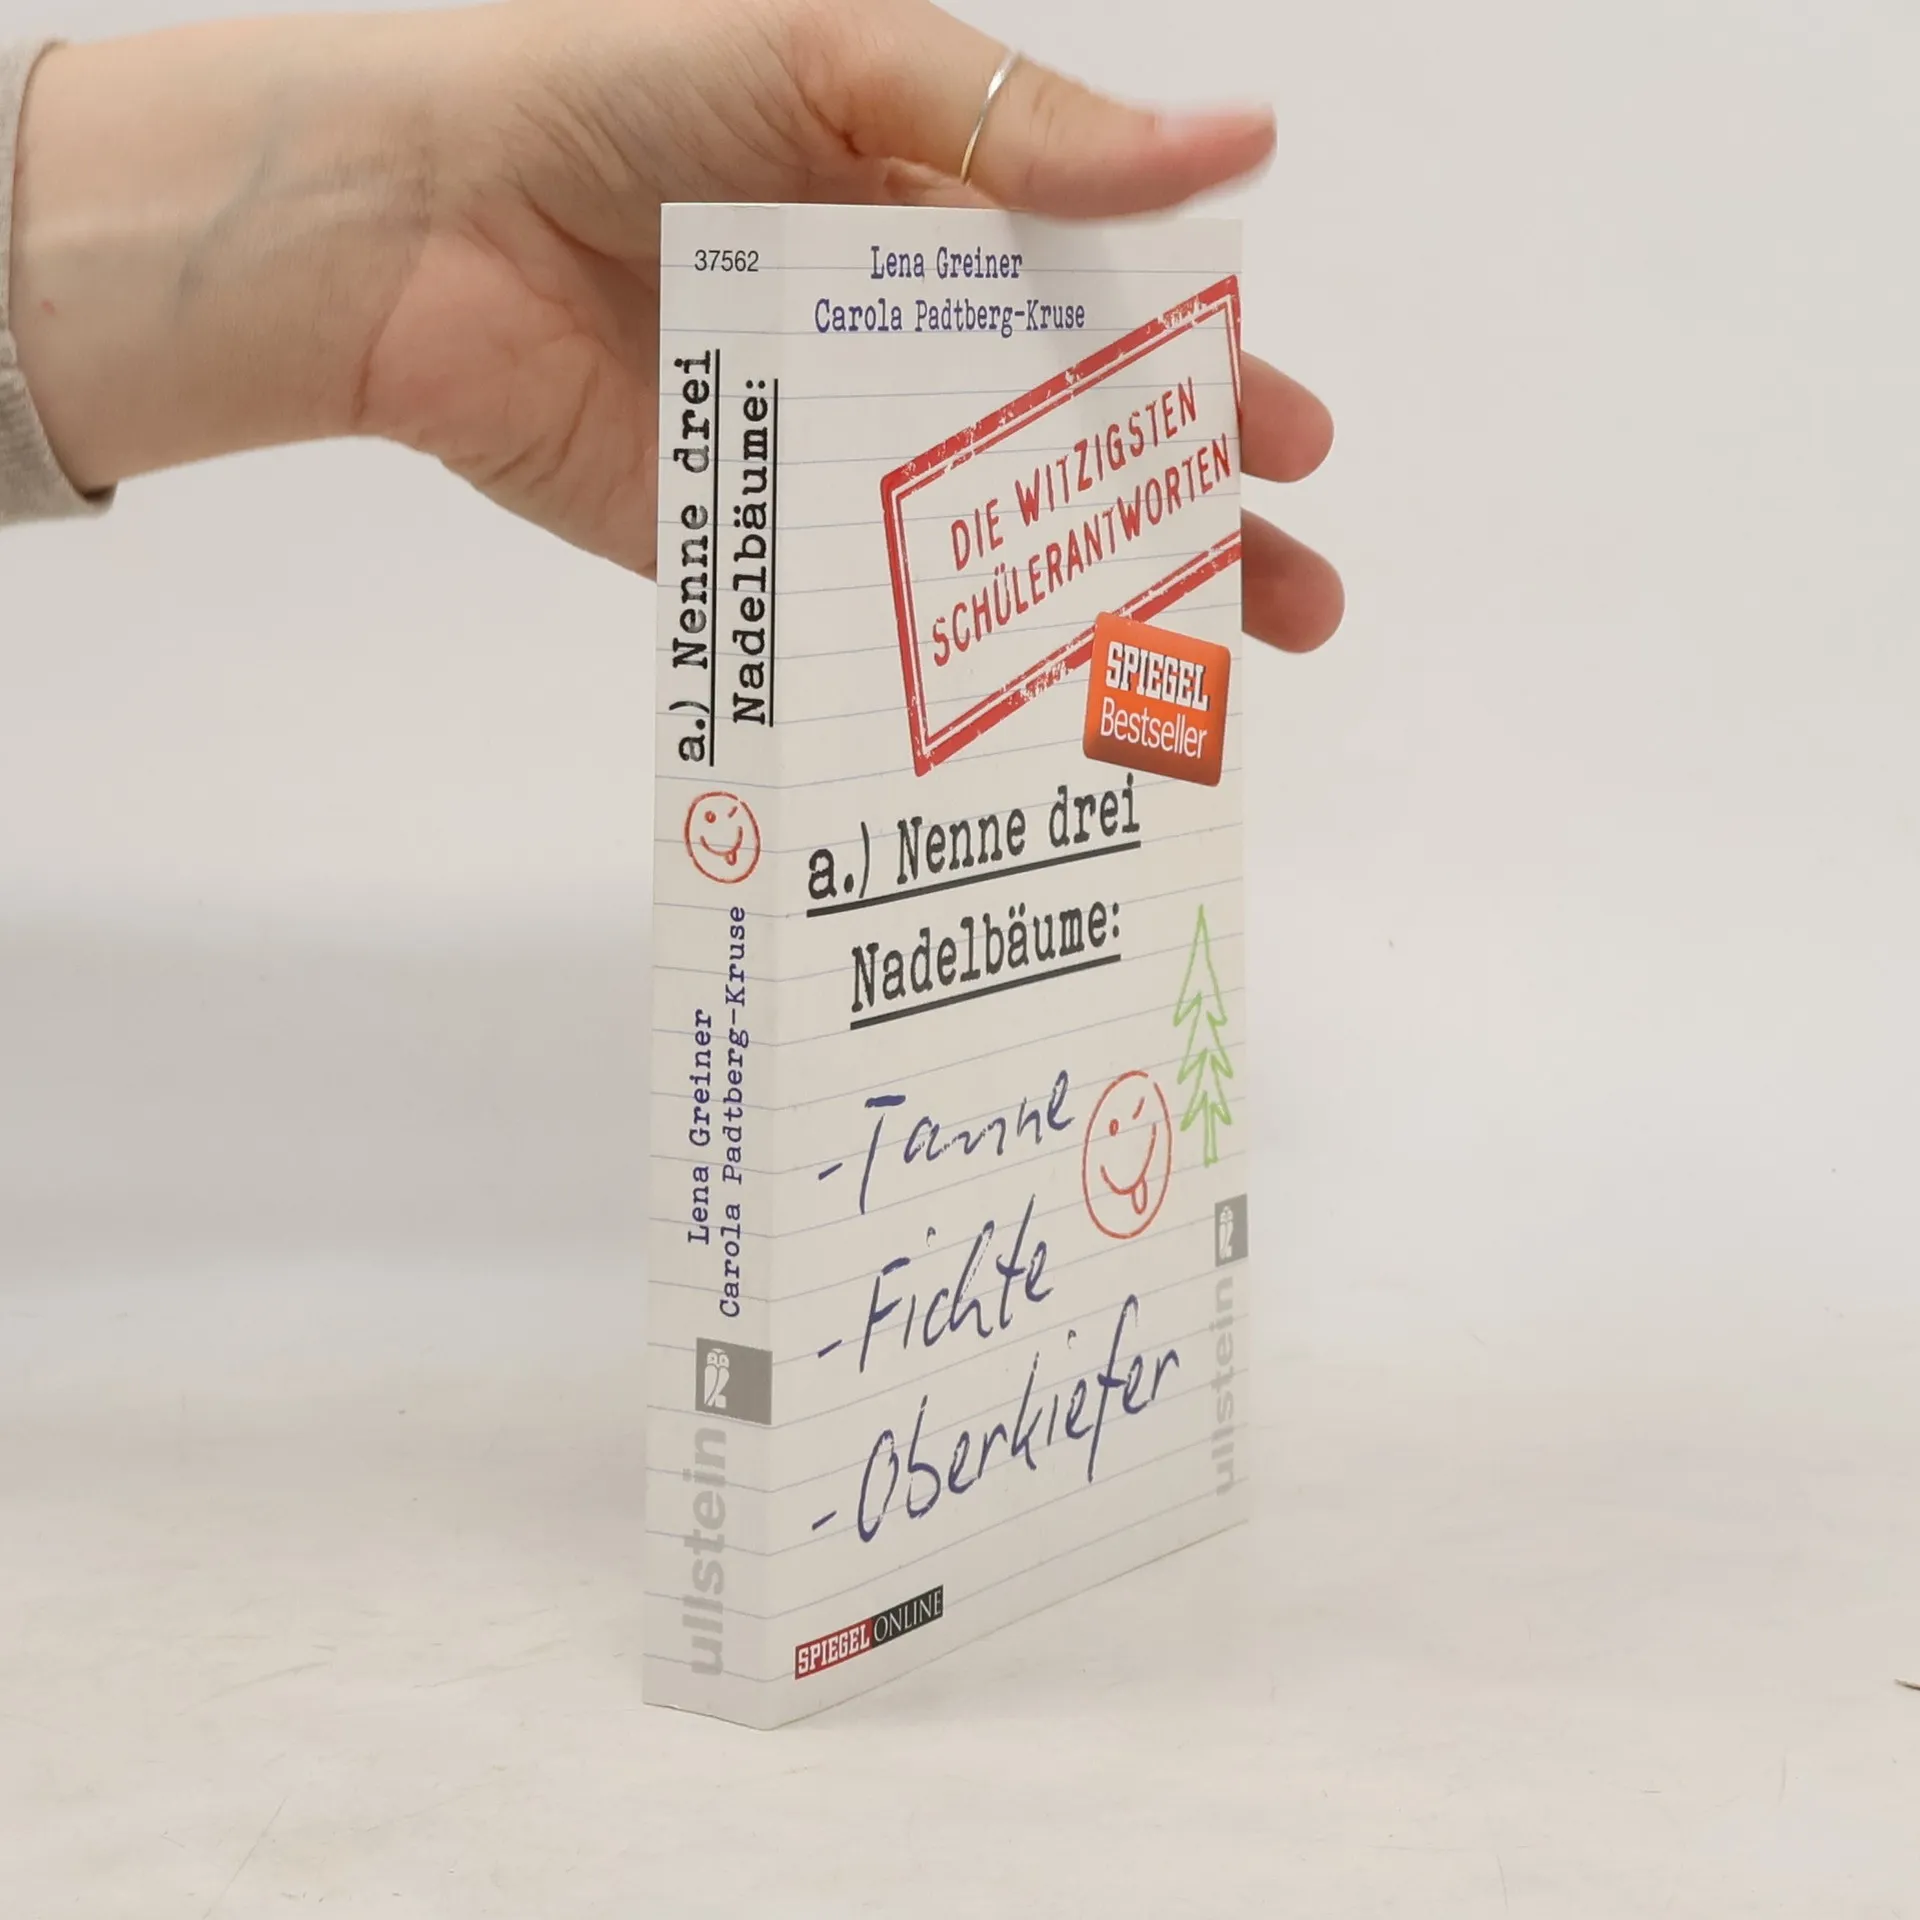 37562
a.) Nenne drei
Nadelbäume:
Lena Greiner
Carola Padtberg-Kruse
ullstein
Lena Greiner
Carola Padtberg-Kruse
DIE WITZIGSTEN
SCHÜLERANTWORTEN
SPIEGEL
Bestseller
a.) Nenne drei
Nadelbäume:
-Tanne
-Fichte
-Oberkiefer
ullstein
SPIEGEL ONLINE